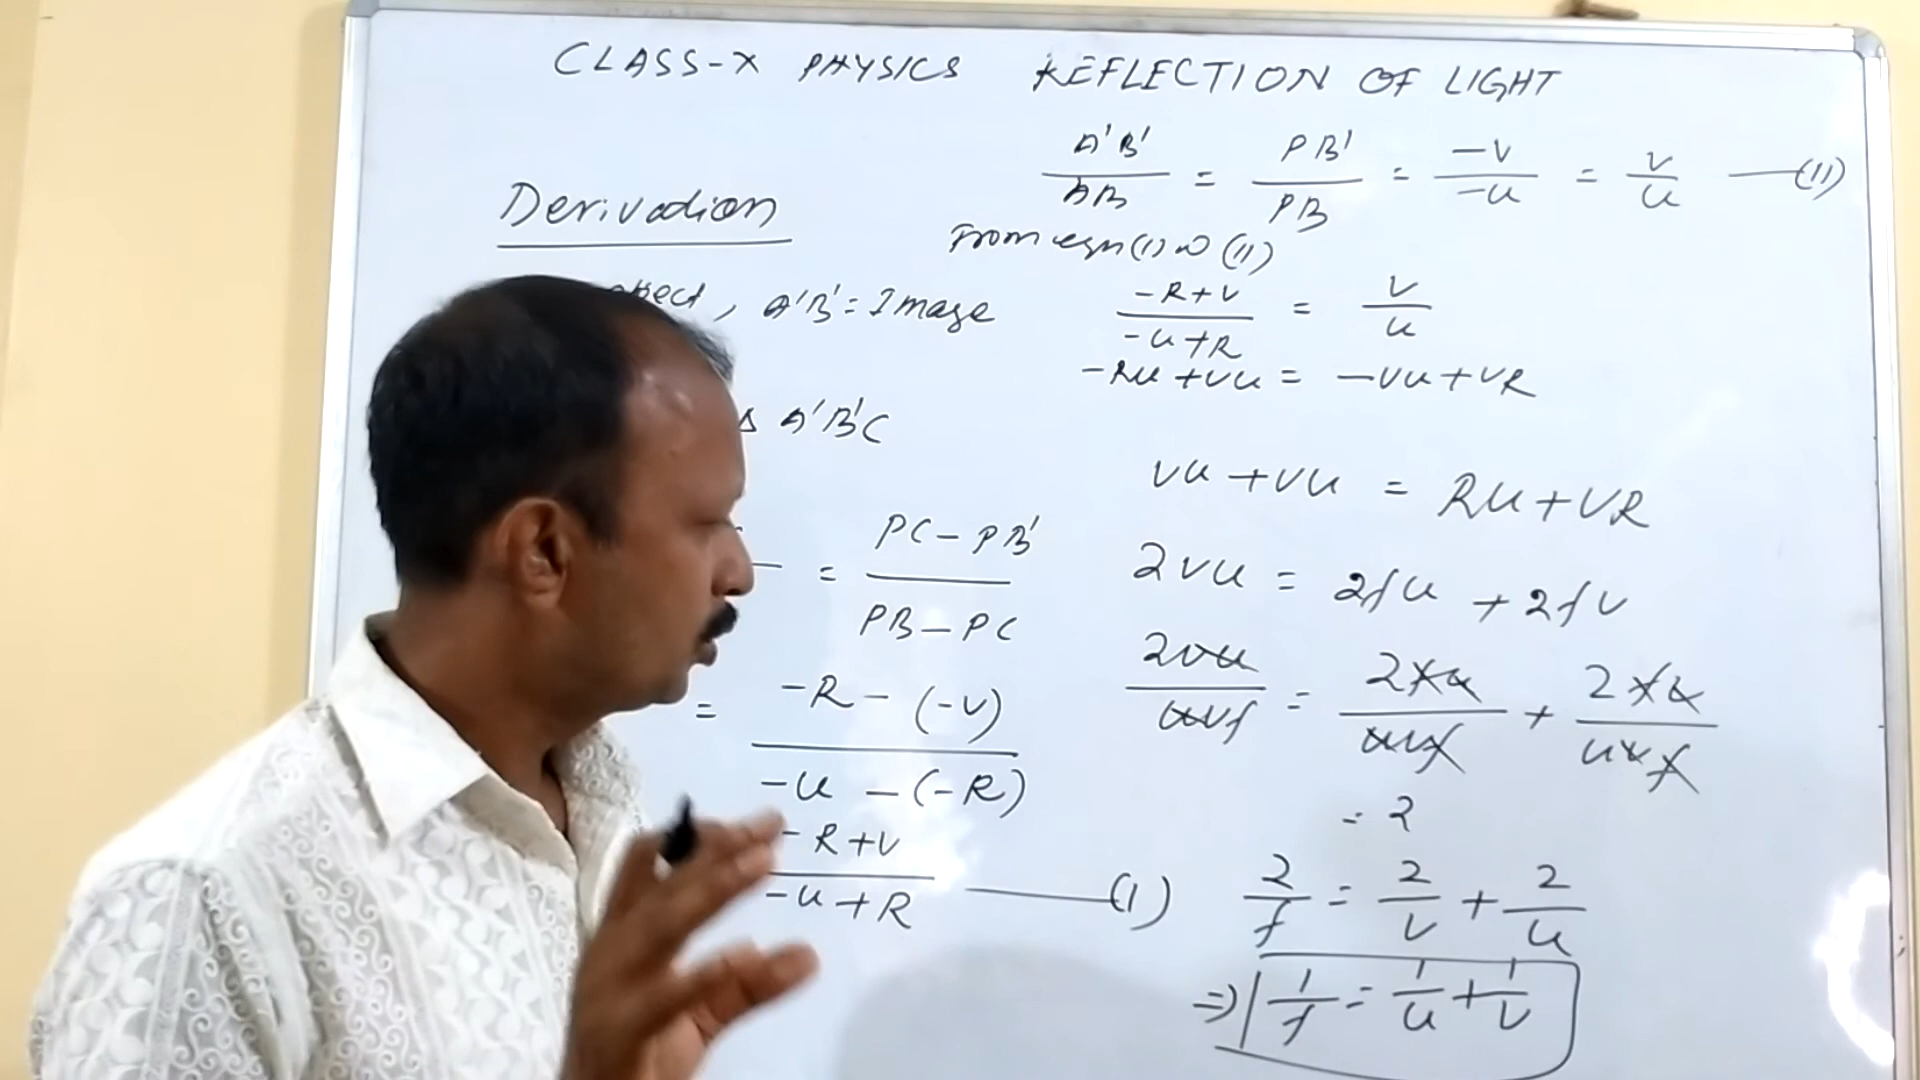 CLASS-X PHYSICS REFLECTION OF LIGHT
Derivation
object, A'B' = Image
Δ A'B'C
= PC - PB' / PB - PC
= -R - (-v) / -u - (-R)
-R+v / -u+R —(I)
A'B' / AB = PB' / PB = -v / -u = v / u —(II)
From eqn (I) & (II)
-R+v / -u+R = v / u
-Ru + vu = -vu + vR
vu + vu = Ru + vR
2vu = 2fu + 2fv
2vu / uvf = 2fu / uvf + 2fv / uvf
= 2
2/f = 2/v + 2/u
⇒ 1/f = 1/u + 1/v